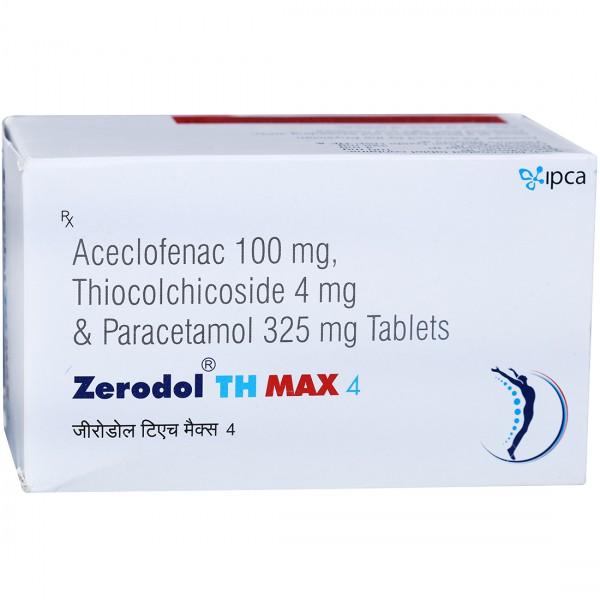 ipca
Rx
Aceclofenac 100 mg,
Thiocolchicoside 4 mg
& Paracetamol 325 mg Tablets
Zerodol® TH MAX 4
जीरोडोल टिएच मैक्स 4